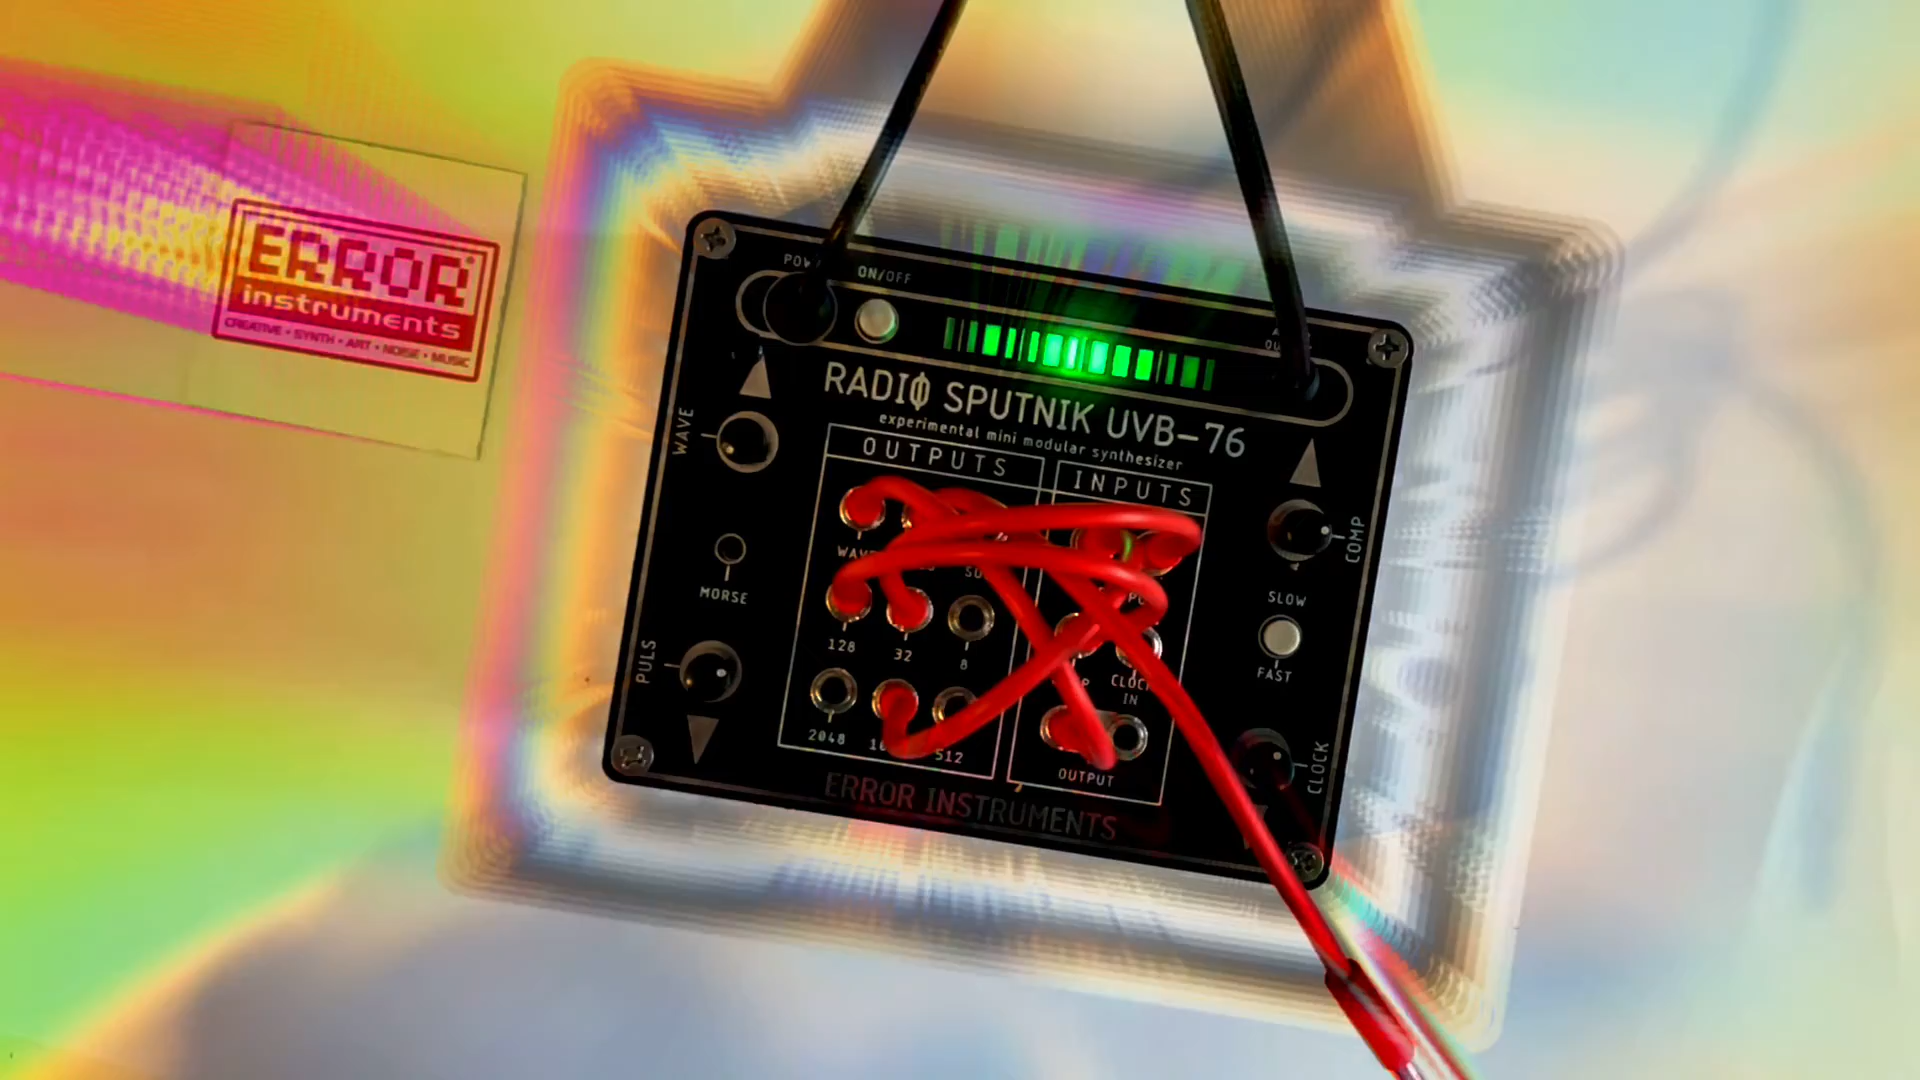 ERROR
instruments
CREATIVE • SYNTH • ART • NOISE • MUSIC
ON/OFF
RADIϕ SPUTNIK UVB-76
experimental mini modular synthesizer
OUTPUTS
INPUTS
WAVE
COMP
MORSE
SLOW
FAST
128
32
8
PULS
CLOCK
IN
2048
512
OUTPUT
CLOCK
ERROR INSTRUMENTS